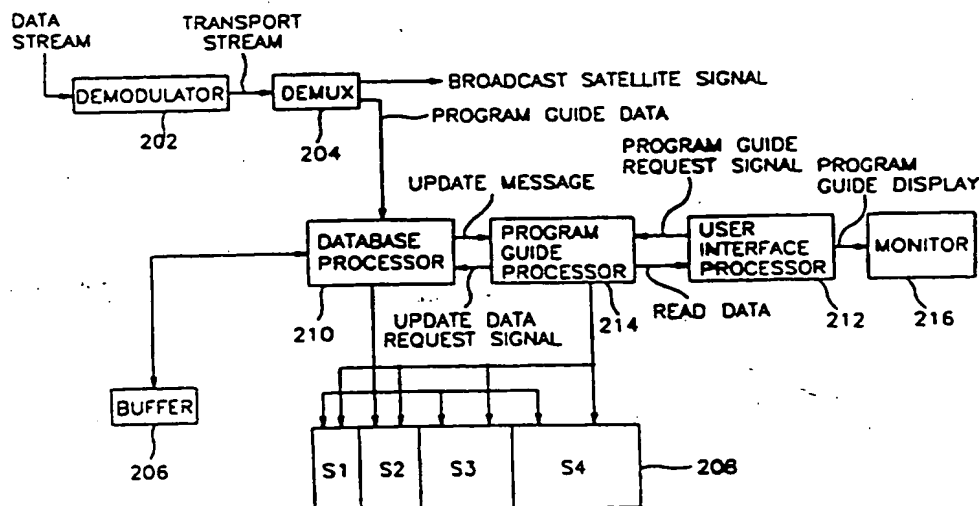 DATA
STREAM
TRANSPORT
STREAM
DEMODULATOR
202
DEMUX
204
BROADCAST SATELLITE SIGNAL
PROGRAM GUIDE DATA
UPDATE MESSAGE
PROGRAM GUIDE
REQUEST SIGNAL
PROGRAM
GUIDE DISPLAY
DATABASE
PROCESSOR
210
PROGRAM
GUIDE
PROCESSOR
214
USER
INTERFACE
PROCESSOR
212
MONITOR
216
UPDATE DATA
REQUEST SIGNAL
READ DATA
BUFFER
206
S1
S2
S3
S4
208